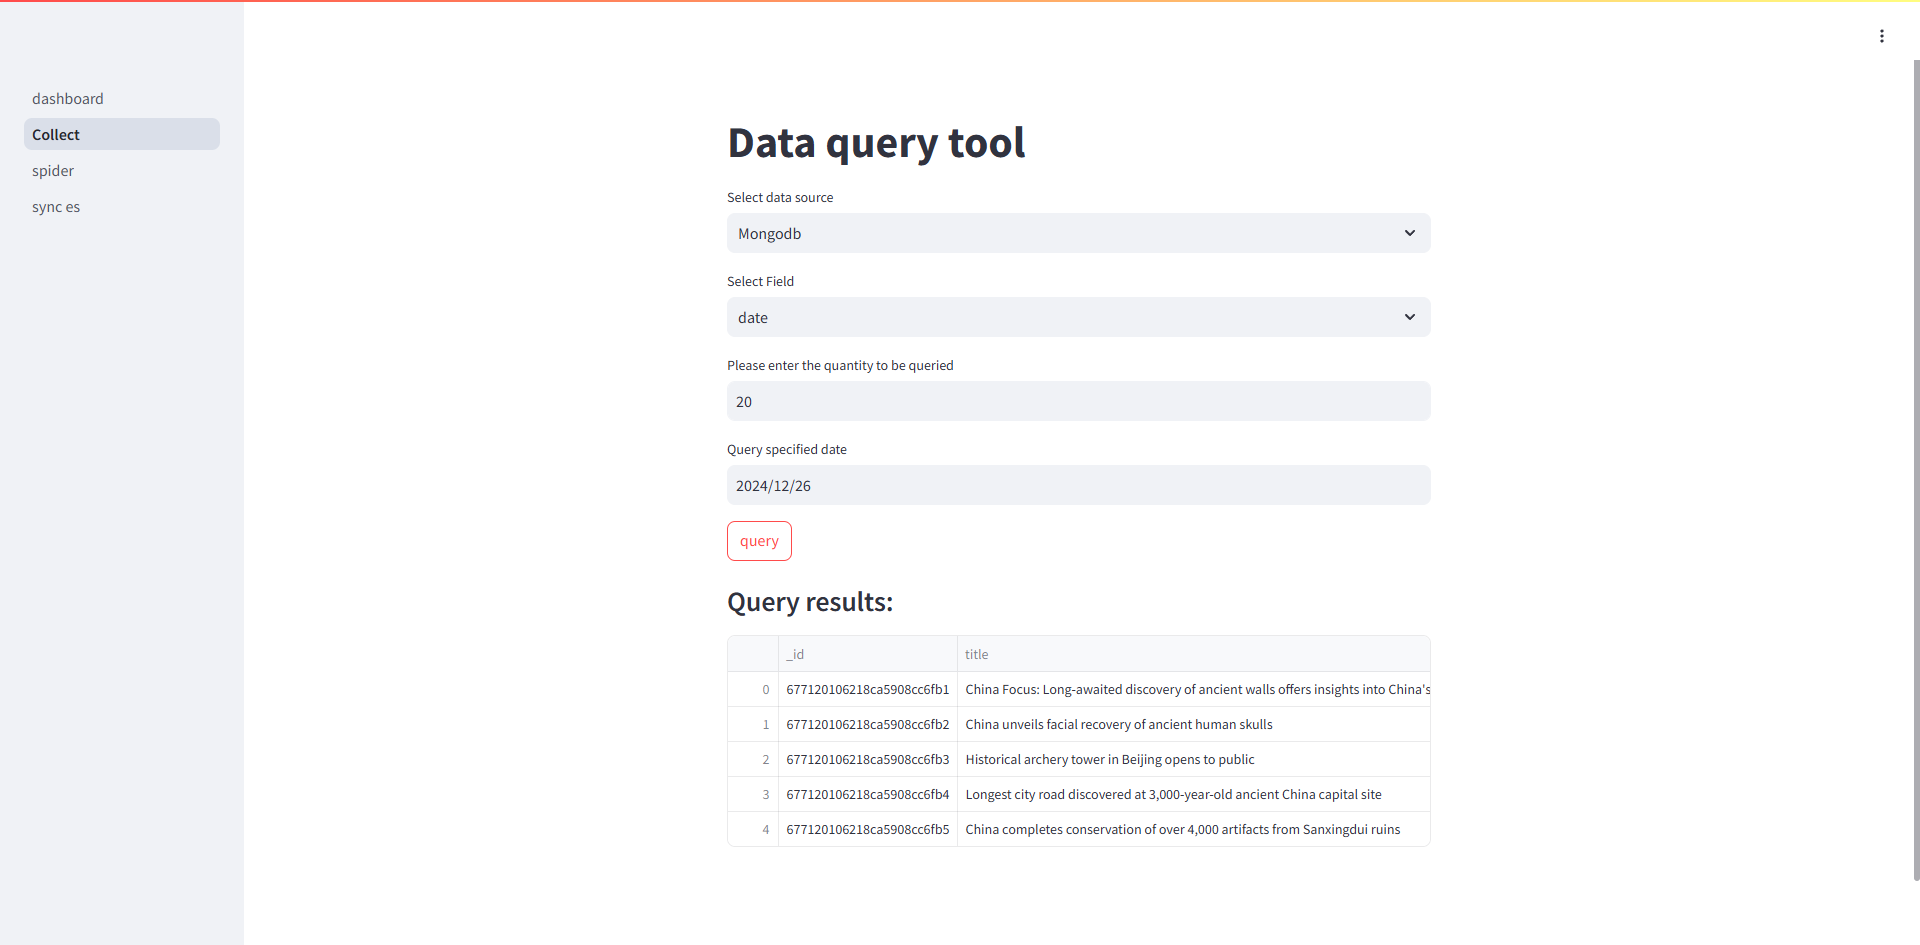 dashboard
Collect
spider
sync es
Data query tool
Select data source
Mongodb
Select Field
date
Please enter the quantity to be queried
20
Query specified date
2024/12/26
query
Query results:
_id title
0 677120106218ca5908cc6fb1 China Focus: Long-awaited discovery of ancient walls offers insights into China's
1 677120106218ca5908cc6fb2 China unveils facial recovery of ancient human skulls
2 677120106218ca5908cc6fb3 Historical archery tower in Beijing opens to public
3 677120106218ca5908cc6fb4 Longest city road discovered at 3,000-year-old ancient China capital site
4 677120106218ca5908cc6fb5 China completes conservation of over 4,000 artifacts from Sanxingdui ruins